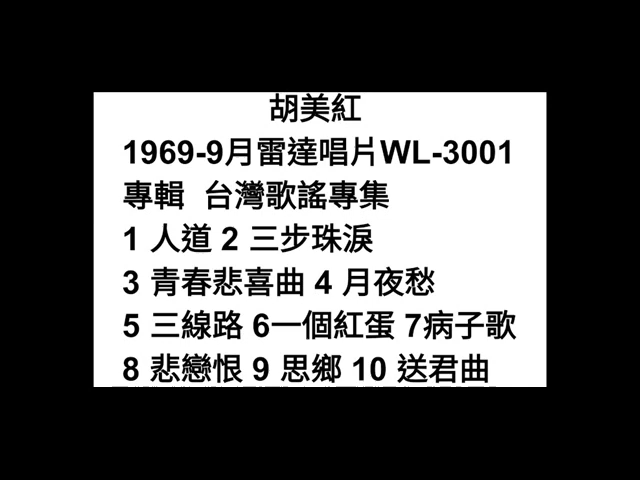 胡美紅
1969-9月雷達唱片WL-3001
專輯 台灣歌謠專集
1 人道 2 三步珠淚
3 青春悲喜曲 4 月夜愁
5 三線路 6一個紅蛋 7病子歌
8 悲戀恨 9 思鄉 10 送君曲